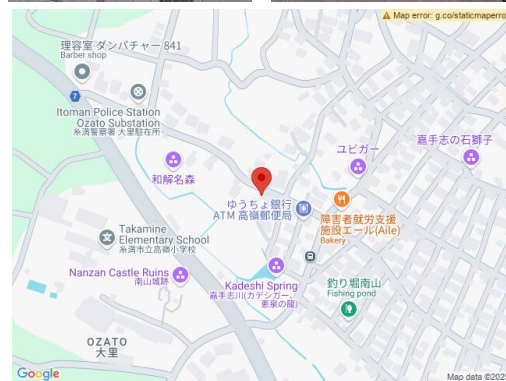 Map error: g.co/staticmaperro
理容室 ダンパチャー 841
Barber shop
7
Itoman Police Station
Ozato Substation
糸満警察署 大里駐在所
和解名森
ユビガー
嘉手志の石獅子
ゆうちょ銀行
ATM 高嶺郵便局
障害者就労支援
施設エール(Aile)
Bakery
Takamine
Elementary School
糸満市立高嶺小学校
Nanzan Castle Ruins
南山城跡
Kadeshi Spring
嘉手志川(カデシガー、
恵泉の龍)
釣り堀南山
Fishing pond
OZATO
大里
Google
Map data ©2025